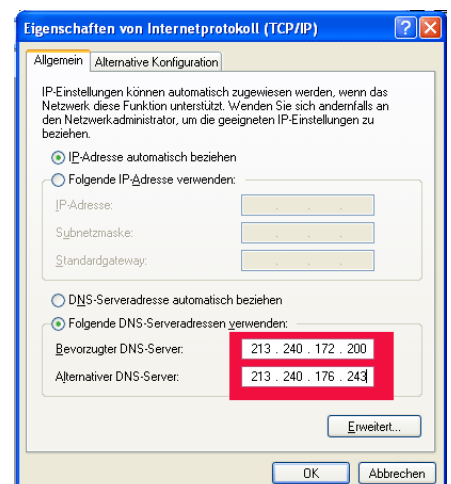 Eigenschaften von Internetprotokoll (TCP/IP)
Allgemein Alternative Konfiguration
IP-Einstellungen können automatisch zugewiesen werden, wenn das
Netzwerk diese Funktion unterstützt. Wenden Sie sich andernfalls an
den Netzwerkadministrator, um die geeigneten IP-Einstellungen zu
beziehen.
IP-Adresse automatisch beziehen
Folgende IP-Adresse verwenden:
IP-Adresse:
Subnetzmaske:
Standardgateway:
DNS-Serveradresse automatisch beziehen
Folgende DNS-Serveradressen verwenden:
Bevorzugter DNS-Server: 213 . 240 . 172 . 200
Alternativer DNS-Server: 213 . 240 . 176 . 243
Erweitert...
OK Abbrechen